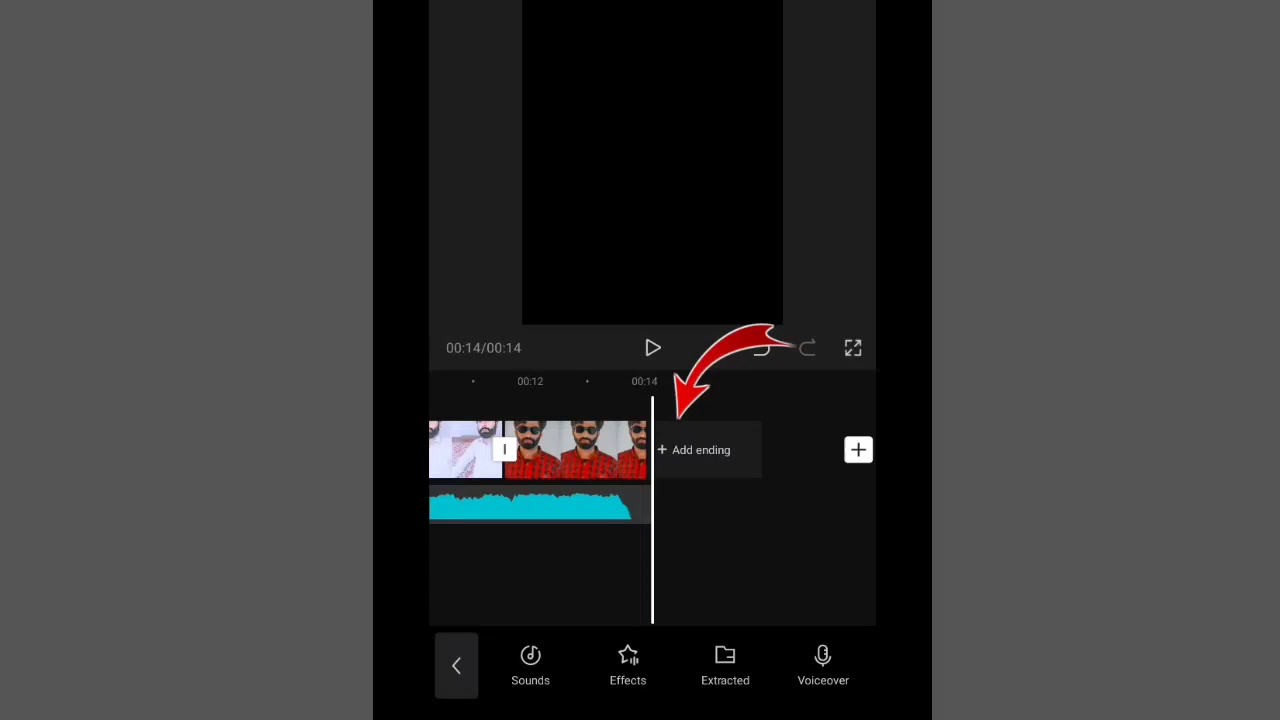 00:14/00:14
00:12
00:14
+ Add ending
Sounds
Effects
Extracted
Voiceover